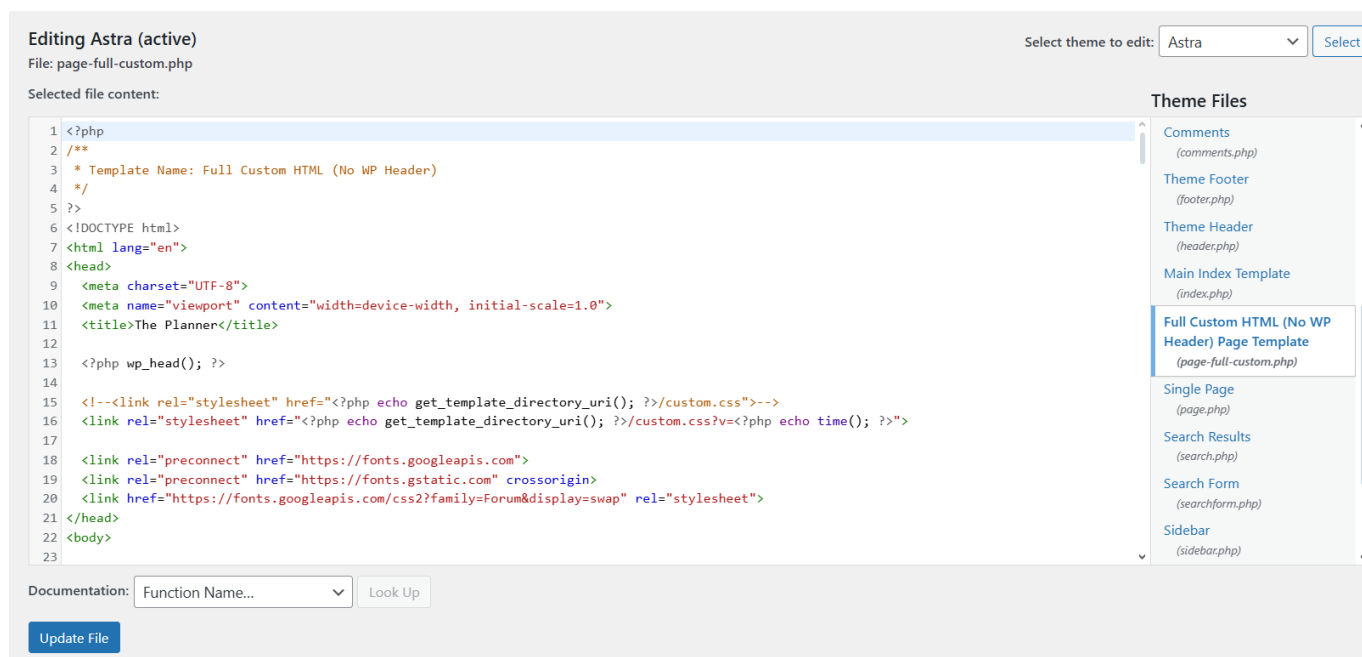 Editing Astra (active)
Select theme to edit: Astra Select
File: page-full-custom.php
Selected file content:
1 <?php
2 /**
3  * Template Name: Full Custom HTML (No WP Header)
4  */
5 ?>
6 <!DOCTYPE html>
7 <html lang="en">
8 <head>
9   <meta charset="UTF-8">
10   <meta name="viewport" content="width=device-width, initial-scale=1.0">
11   <title>The Planner</title>
12
13   <?php wp_head(); ?>
14
15   <!--<link rel="stylesheet" href="<?php echo get_template_directory_uri(); ?>/custom.css">-->
16   <link rel="stylesheet" href="<?php echo get_template_directory_uri(); ?>/custom.css?v=<?php echo time(); ?>">
17
18   <link rel="preconnect" href="https://fonts.googleapis.com">
19   <link rel="preconnect" href="https://fonts.gstatic.com" crossorigin>
20   <link href="https://fonts.googleapis.com/css2?family=Forum&display=swap" rel="stylesheet">
21 </head>
22 <body>
23
Theme Files
Comments
(comments.php)
Theme Footer
(footer.php)
Theme Header
(header.php)
Main Index Template
(index.php)
Full Custom HTML (No WP
Header) Page Template
(page-full-custom.php)
Single Page
(page.php)
Search Results
(search.php)
Search Form
(searchform.php)
Sidebar
(sidebar.php)
Documentation: Function Name... Look Up
Update File